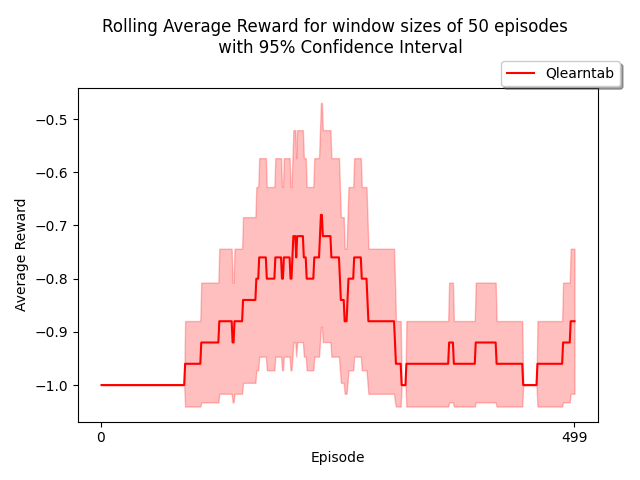 Rolling Average Reward for window sizes of 50 episodes
with 95% Confidence Interval
Qlearntab
−0.5
−0.6
−0.7
−0.8
−0.9
−1.0
Average Reward
0
499
Episode